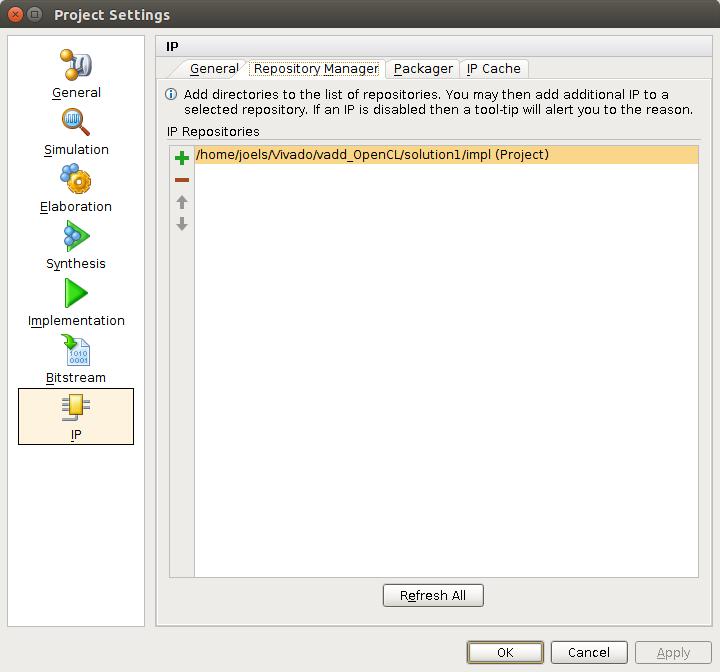 Project Settings
General
Simulation
Elaboration
Synthesis
Implementation
Bitstream
IP
IP
General
Repository Manager
Packager
IP Cache
Add directories to the list of repositories. You may then add additional IP to a
selected repository. If an IP is disabled then a tool-tip will alert you to the reason.
IP Repositories
/home/joels/Vivado/vadd_OpenCL/solution1/impl (Project)
Refresh All
OK
Cancel
Apply